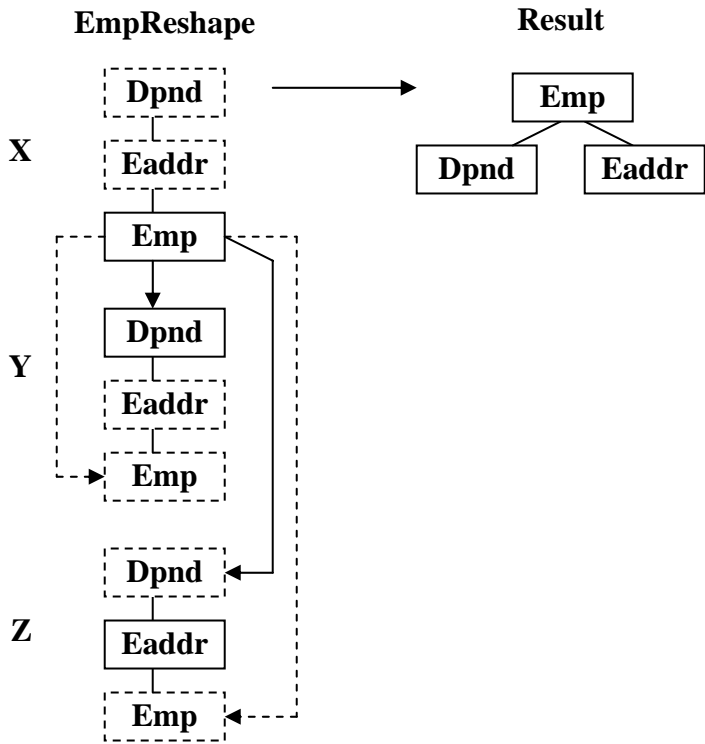 EmpReshape
Result
Dpnd
Emp
X
Eaddr
Dpnd
Eaddr
Emp
Dpnd
Y
Eaddr
Emp
Dpnd
Z
Eaddr
Emp